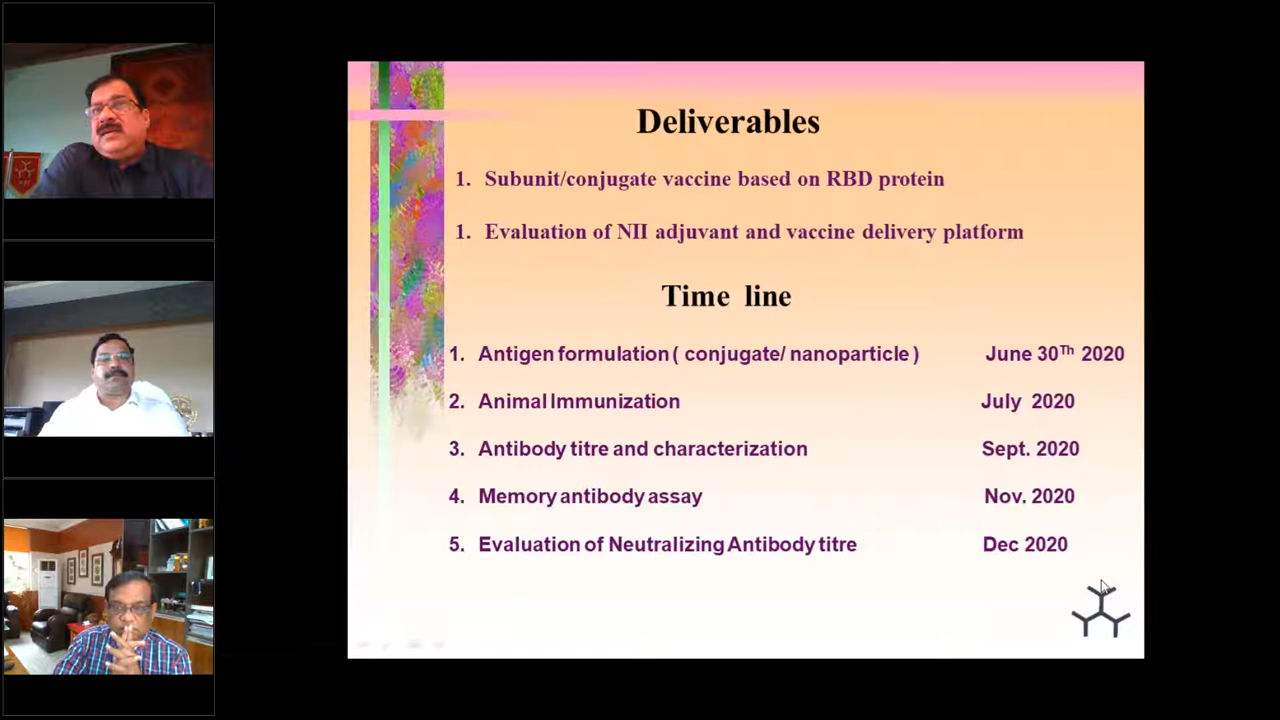 Deliverables
1. Subunit/conjugate vaccine based on RBD protein
1. Evaluation of NII adjuvant and vaccine delivery platform
Time line
1. Antigen formulation ( conjugate/ nanoparticle ) June 30Th 2020
2. Animal Immunization July 2020
3. Antibody titre and characterization Sept. 2020
4. Memory antibody assay Nov. 2020
5. Evaluation of Neutralizing Antibody titre Dec 2020